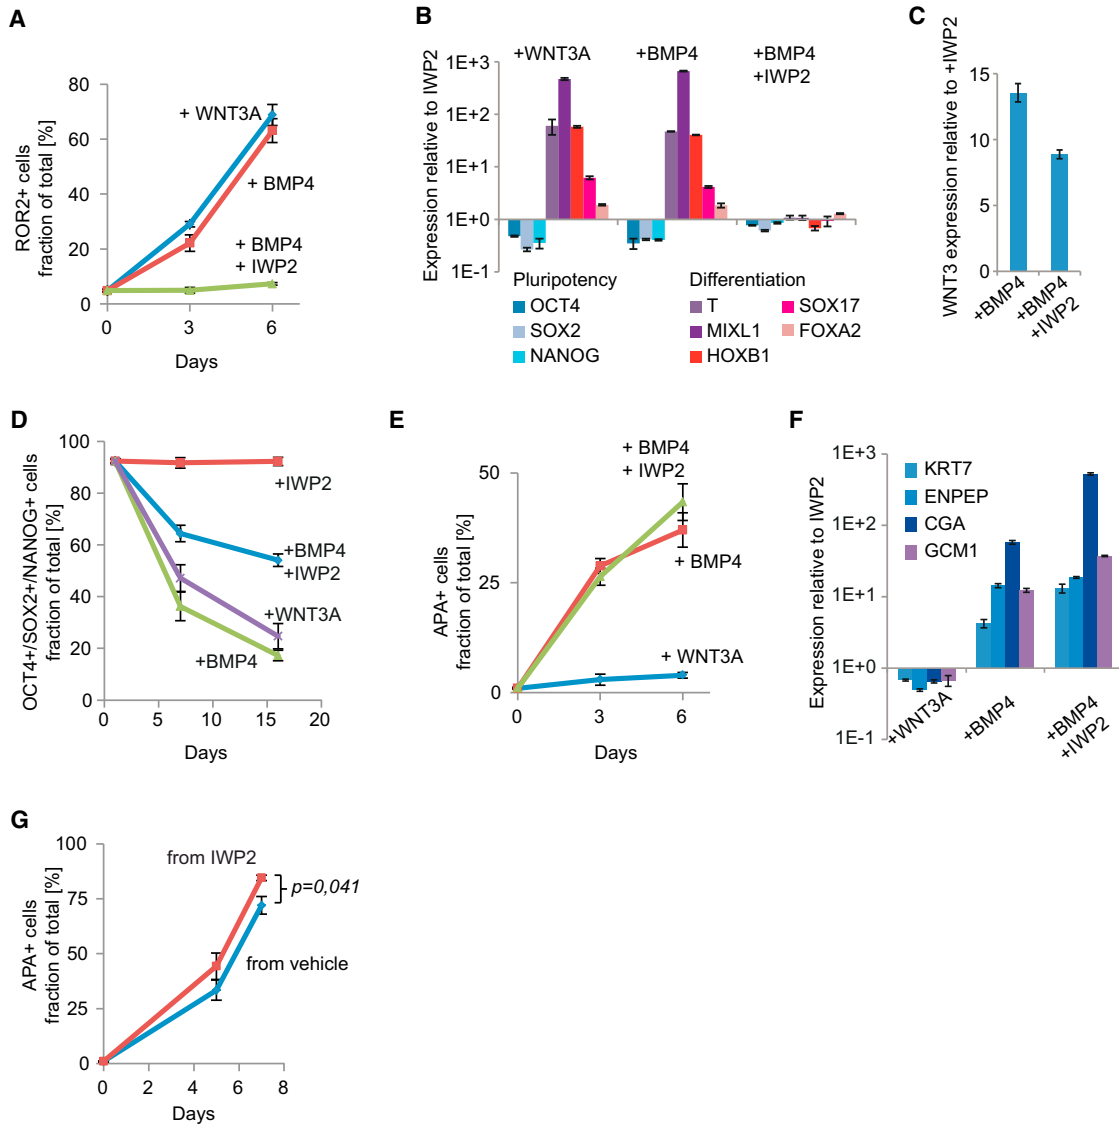 A
ROR2+ cells
fraction of total [%]
80
60
40
20
0
+ WNT3A
+ BMP4
+ BMP4
+ IWP2
0 3 6
Days
B
Expression relative to IWP2
+WNT3A +BMP4 +BMP4
+IWP2
1E+3
1E+2
1E+1
1E+0
1E-1
Pluripotency
OCT4
SOX2
NANOG
Differentiation
T
MIXL1
HOXB1
SOX17
FOXA2
C
WNT3 expression relative to +IWP2
15
10
5
0
+BMP4
+BMP4
+IWP2
D
OCT4+/SOX2+/NANOG+ cells
fraction of total [%]
100
80
60
40
20
0
+IWP2
+BMP4
+IWP2
+WNT3A
+BMP4
0 5 10 15 20
Days
E
APA+ cells
fraction of total [%]
50
25
0
+ BMP4
+ IWP2
+ BMP4
+ WNT3A
0 3 6
Days
F
Expression relative to IWP2
1E+3
1E+2
1E+1
1E+0
1E-1
KRT7
ENPEP
CGA
GCM1
+WNT3A
+BMP4
+BMP4
+IWP2
G
APA+ cells
fraction of total [%]
100
75
50
25
0
from IWP2
p=0,041
from vehicle
0 2 4 6 8
Days